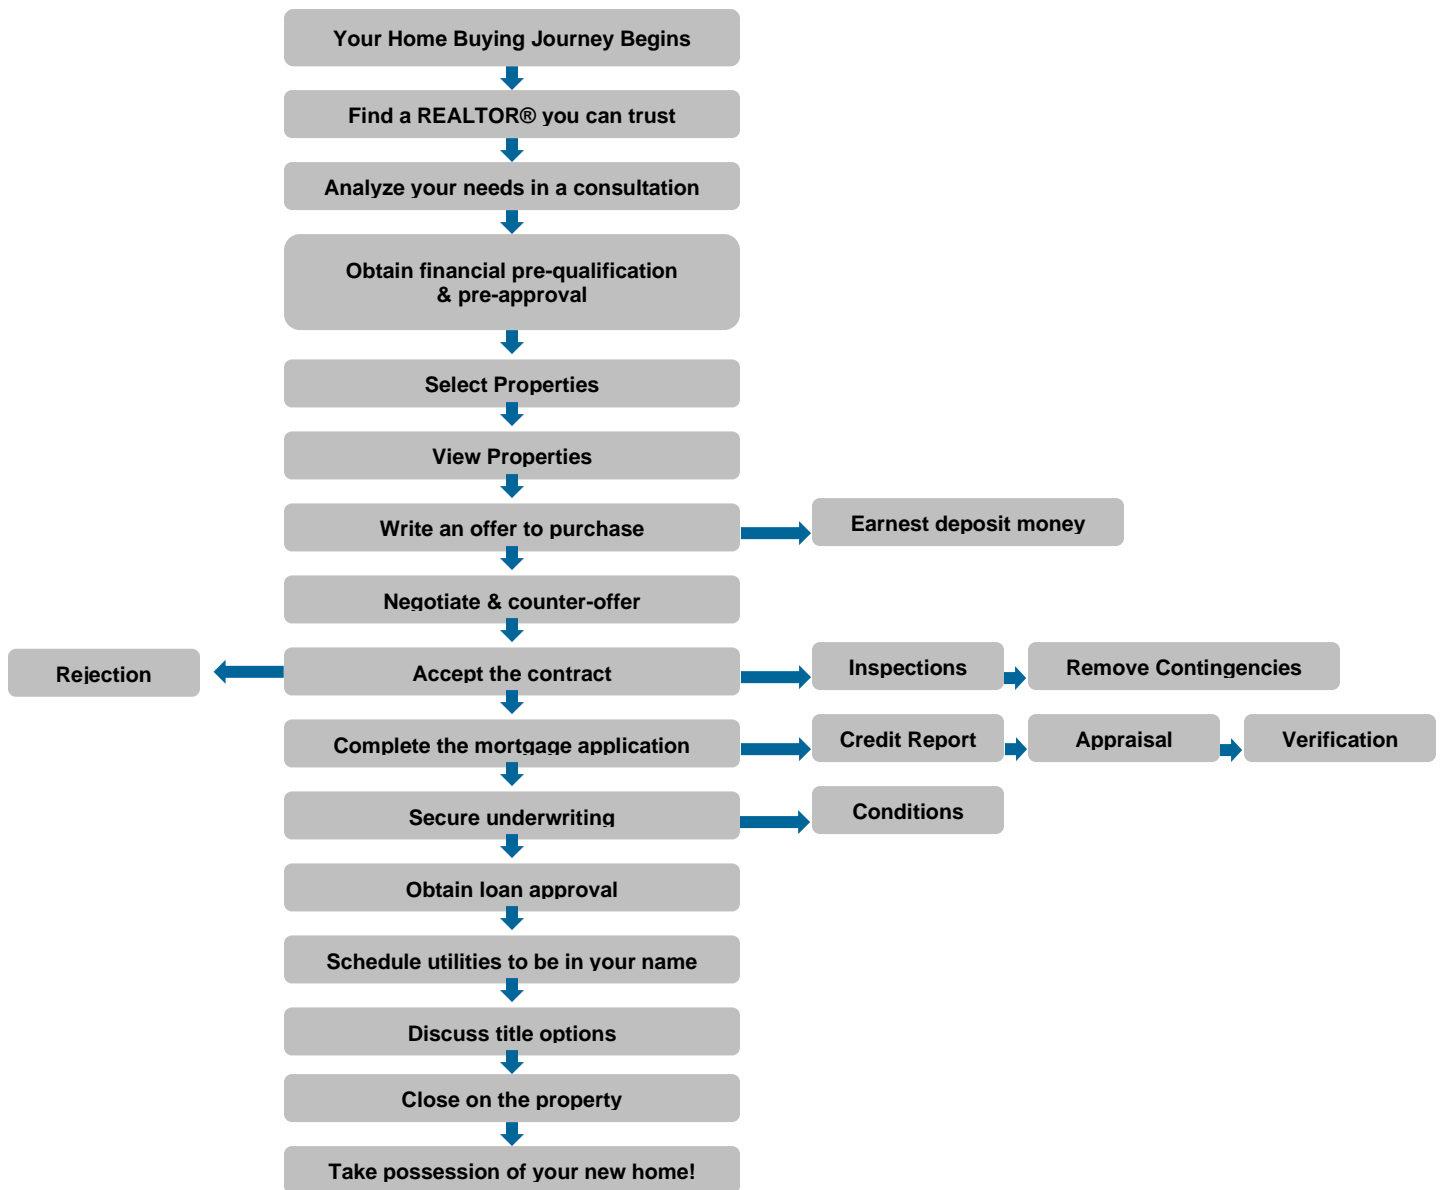 Your Home Buying Journey Begins
Find a REALTOR® you can trust
Analyze your needs in a consultation
Obtain financial pre-qualification
& pre-approval
Select Properties
View Properties
Write an offer to purchase
Earnest deposit money
Negotiate & counter-offer
Rejection
Accept the contract
Inspections
Remove Contingencies
Complete the mortgage application
Credit Report
Appraisal
Verification
Secure underwriting
Conditions
Obtain loan approval
Schedule utilities to be in your name
Discuss title options
Close on the property
Take possession of your new home!